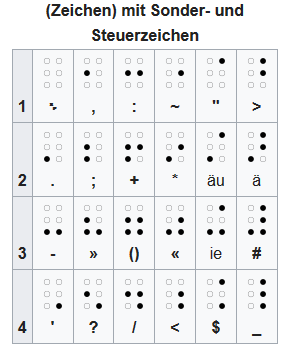 (Zeichen) mit Sonder- und
Steuerzeichen
1 , : ~ " >
2 . ; + * äu ä
3 - » () « ie #
4 ' ? / < $ _